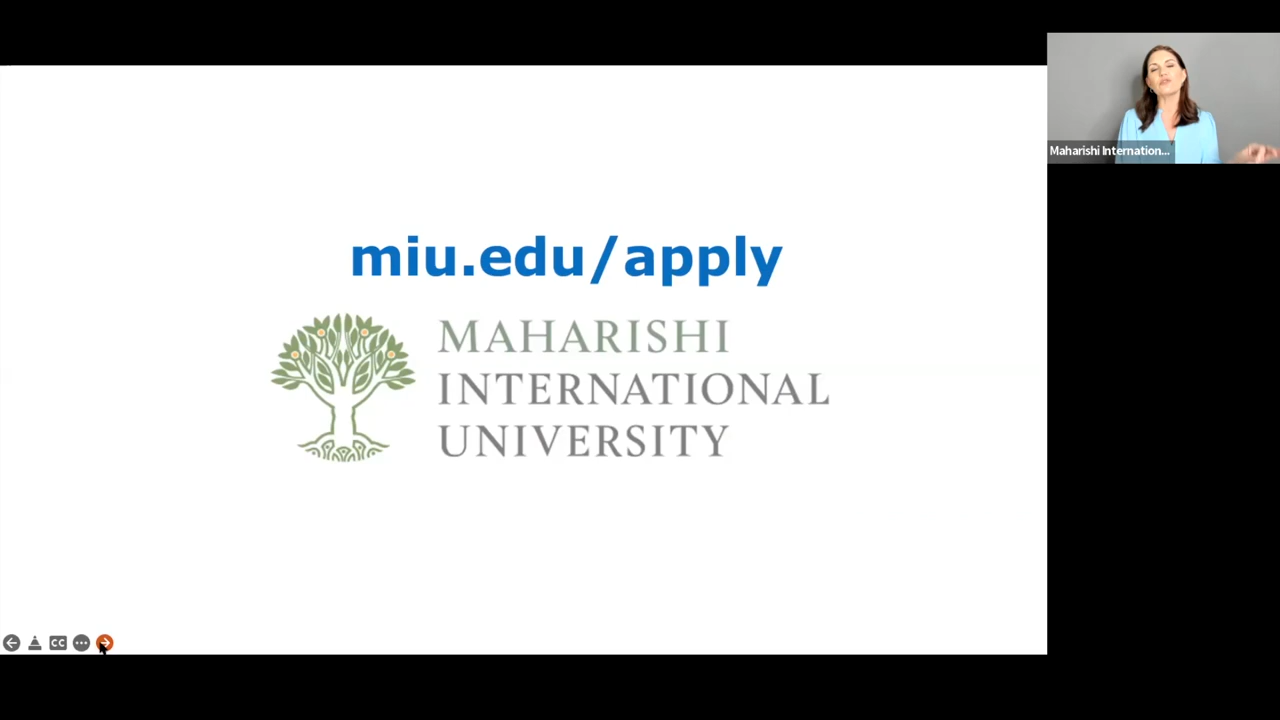 miu.edu/apply
MAHARISHI
INTERNATIONAL
UNIVERSITY
Maharishi Internation...
CC